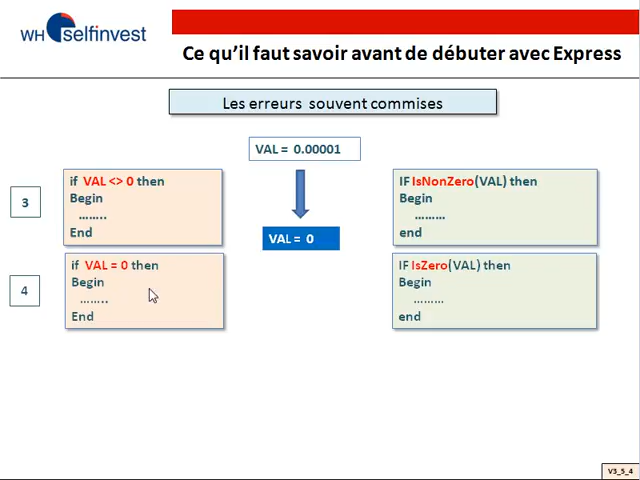 WH selfinvest
Ce qu'il faut savoir avant de débuter avec Express
Les erreurs souvent commises
VAL = 0.00001
3
if VAL <> 0 then
Begin
……..
End
VAL = 0
IF IsNonZero(VAL) then
Begin
………
end
4
if VAL = 0 then
Begin
……..
End
IF IsZero(VAL) then
Begin
………
end
V3_5_4